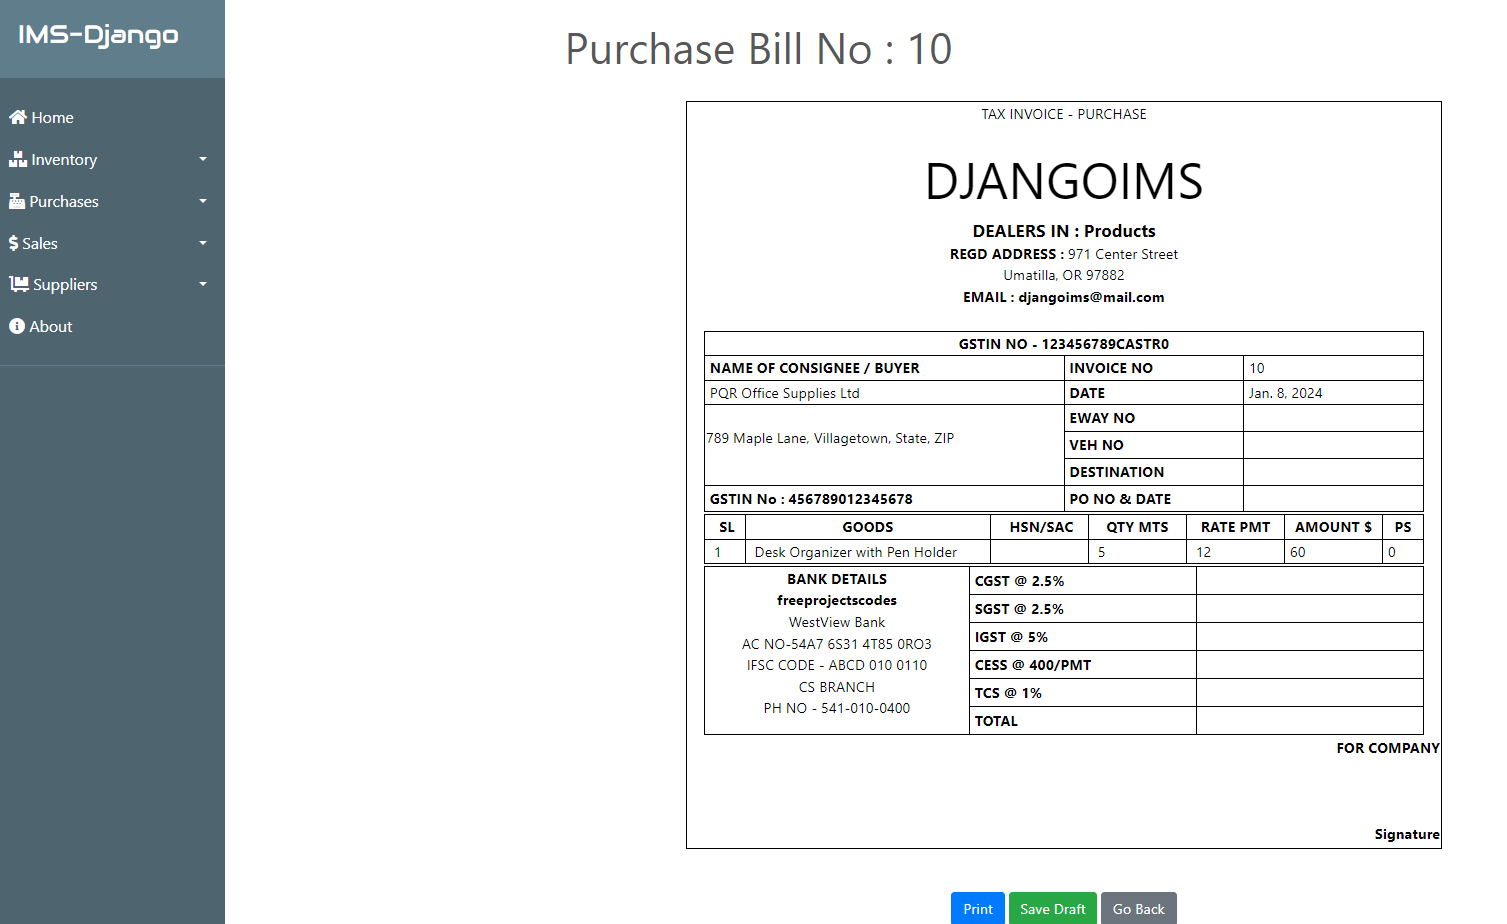 IMS-Django
Home
Inventory
Purchases
Sales
Suppliers
About
Purchase Bill No : 10
TAX INVOICE - PURCHASE
DJANGOIMS
DEALERS IN : Products
REGD ADDRESS : 971 Center Street
Umatilla, OR 97882
EMAIL : djangoims@mail.com
GSTIN NO - 123456789CASTR0
NAME OF CONSIGNEE / BUYER INVOICE NO 10
PQR Office Supplies Ltd DATE Jan. 8, 2024
EWAY NO
789 Maple Lane, Villagetown, State, ZIP
VEH NO
DESTINATION
GSTIN No : 456789012345678 PO NO & DATE
SL GOODS HSN/SAC QTY MTS RATE PMT AMOUNT $ PS
1 Desk Organizer with Pen Holder 5 12 60 0
BANK DETAILS
freeprojectscodes
WestView Bank
AC NO-54A7 6S31 4T85 0RO3
IFSC CODE - ABCD 010 0110
CS BRANCH
PH NO - 541-010-0400
CGST @ 2.5%
SGST @ 2.5%
IGST @ 5%
CESS @ 400/PMT
TCS @ 1%
TOTAL
FOR COMPANY
Signature
Print Save Draft Go Back